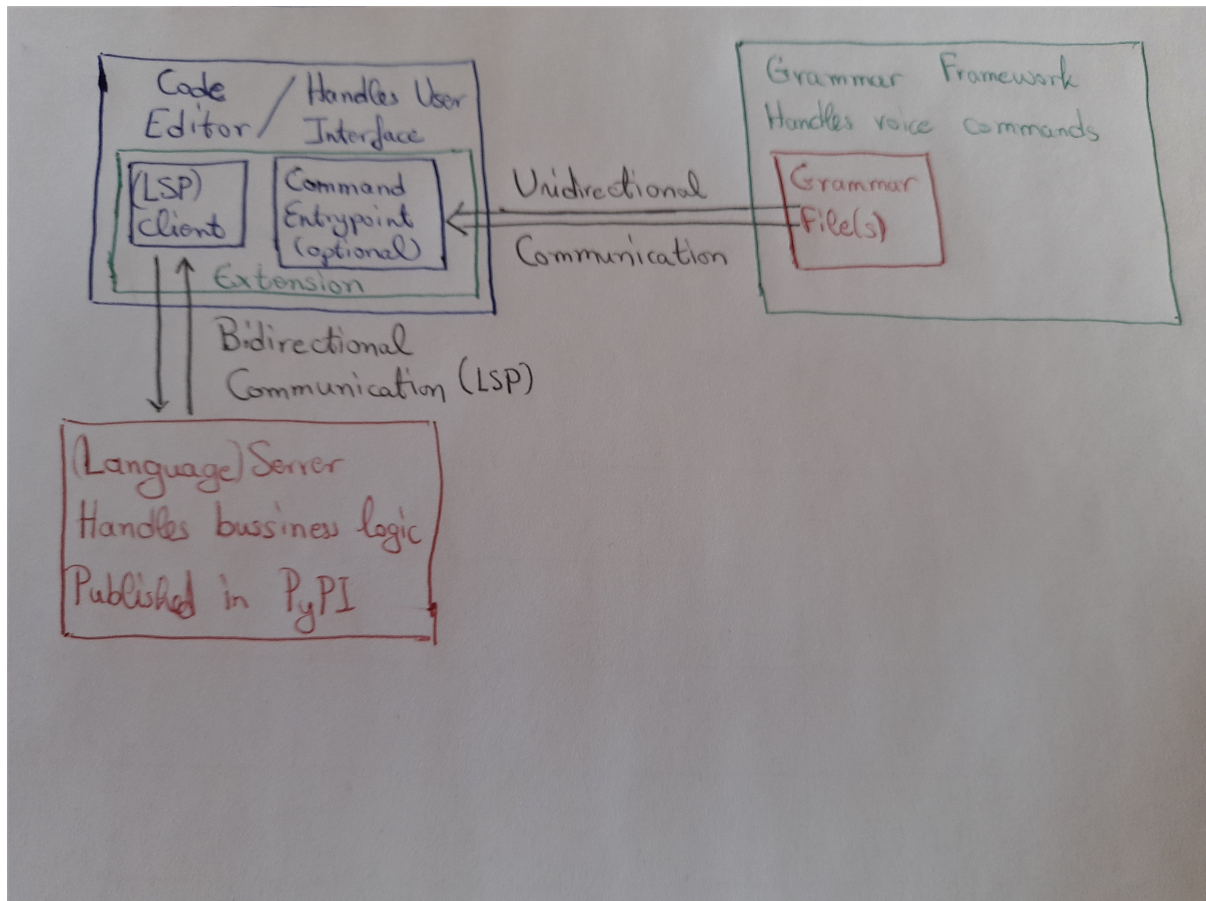 Code
Editor /
Handles User
Interface
(LSP)
Client
Command
Entrypoint
(optional)
Extension
Unidirectional
Communication
Grammar Framework
Handles voice commands
Grammar
File(s)
Bidirectional
Communication (LSP)
(Language) Server
Handles bussiness logic
Published in PyPI